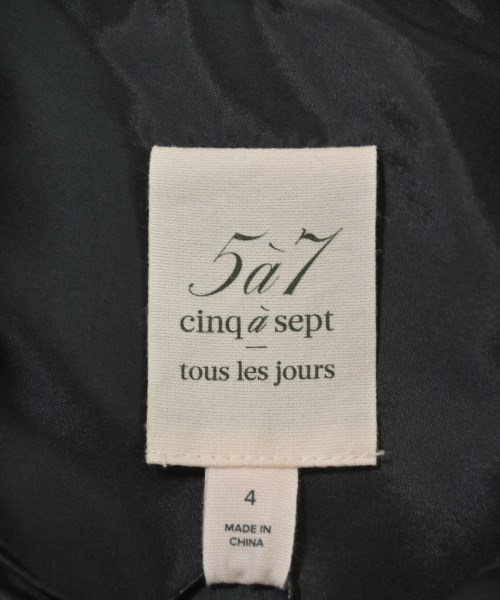 5à7
cinq à sept
tous les jours
4
MADE IN
CHINA